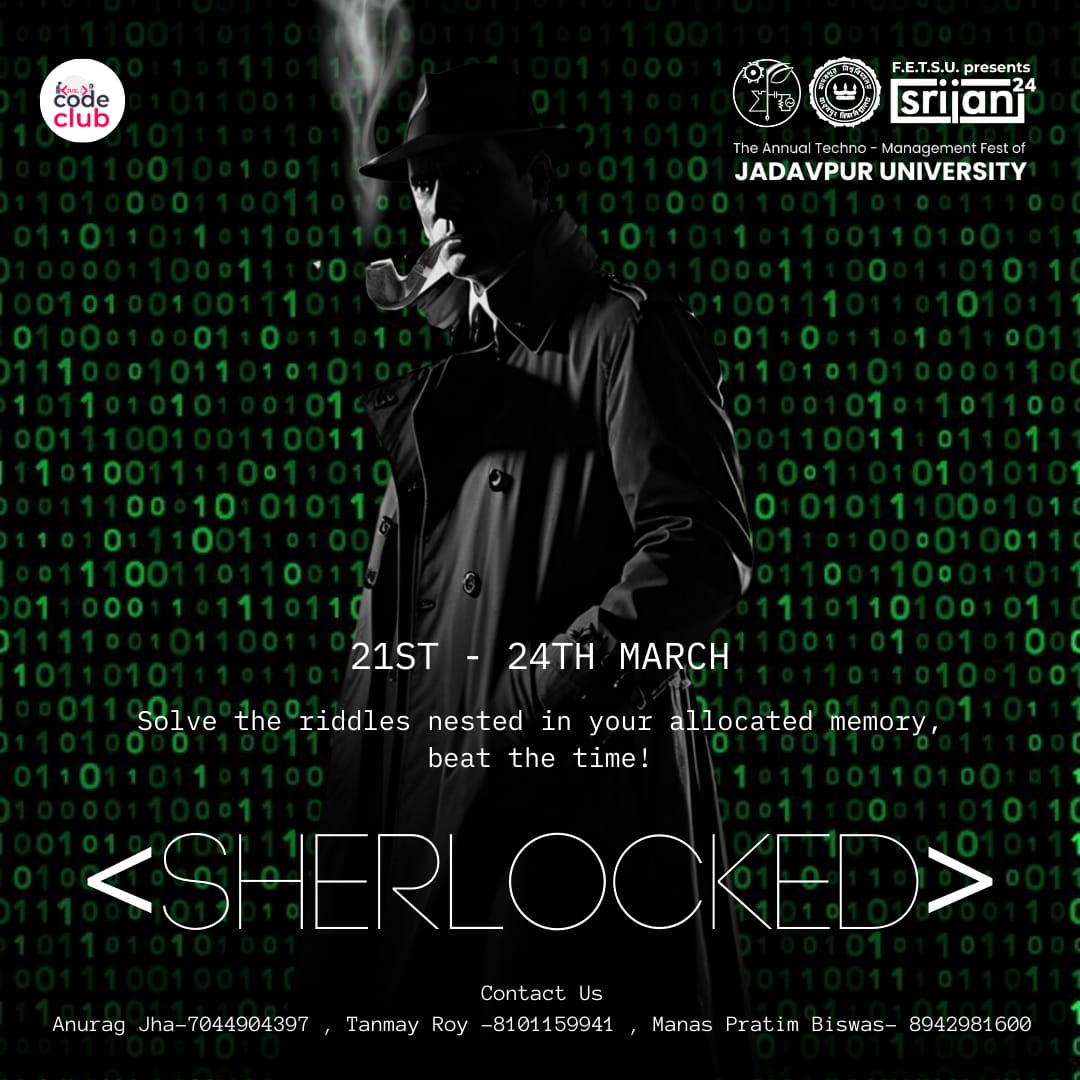 code
club
F.E.T.S.U. presents
srijan 24
The Annual Techno - Management Fest of
JADAVPUR UNIVERSITY
21ST - 24TH MARCH
Solve the riddles nested in your allocated memory,
beat the time!
<SHERLOCKED>
Contact Us
Anurag Jha-7044904397 , Tanmay Roy -8101159941 , Manas Pratim Biswas- 8942981600